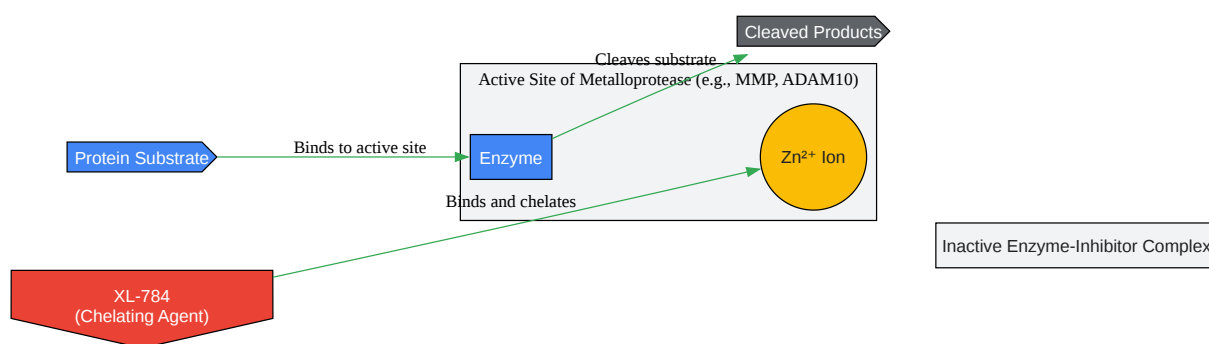 Cleaved Products
Cleaves substrate
Active Site of Metalloprotease (e.g., MMP, ADAM10)
Protein Substrate
Binds to active site
Enzyme
Zn²⁺ Ion
Binds and chelates
Inactive Enzyme-Inhibitor Complex
XL-784
(Chelating Agent)